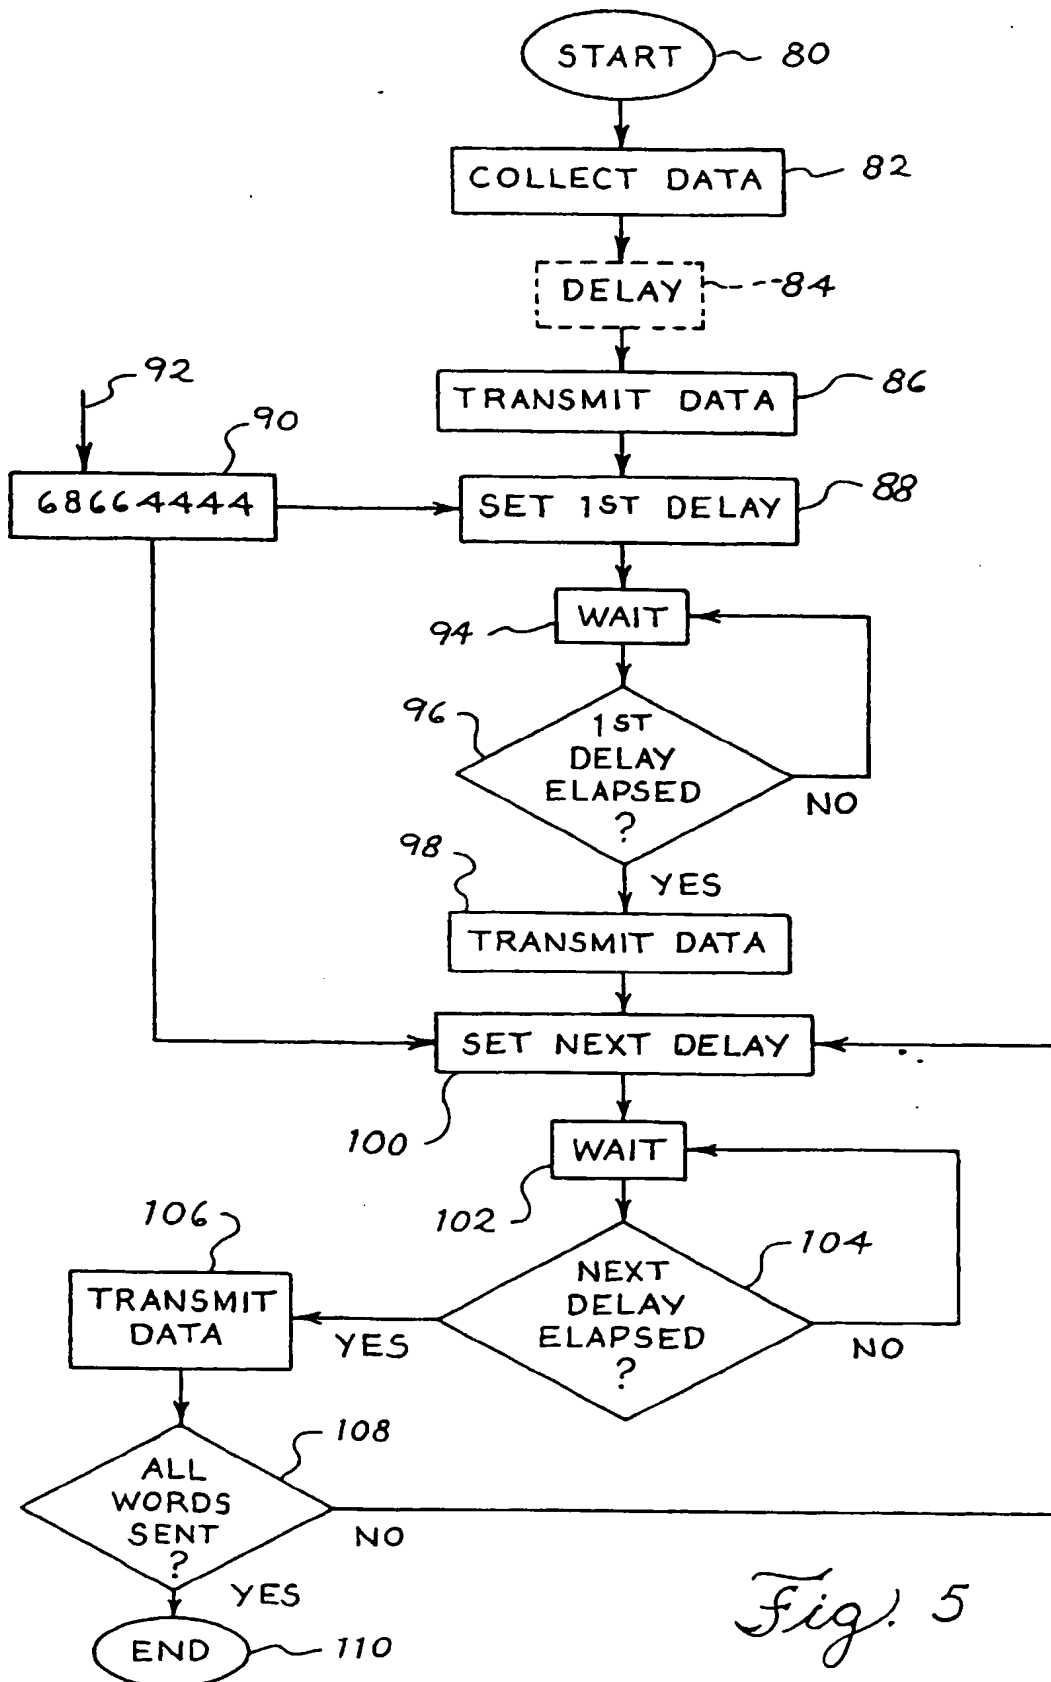 START 80
COLLECT DATA 82
DELAY 84
TRANSMIT DATA 86
92
90
68664444
SET 1ST DELAY 88
WAIT
94
96
1ST
DELAY
ELAPSED
?
NO
YES
98
TRANSMIT DATA
SET NEXT DELAY
100
WAIT
102
104
NEXT
DELAY
ELAPSED
?
NO
YES
106
TRANSMIT
DATA
108
ALL
WORDS
SENT
?
NO
YES
END 110
Fig. 5